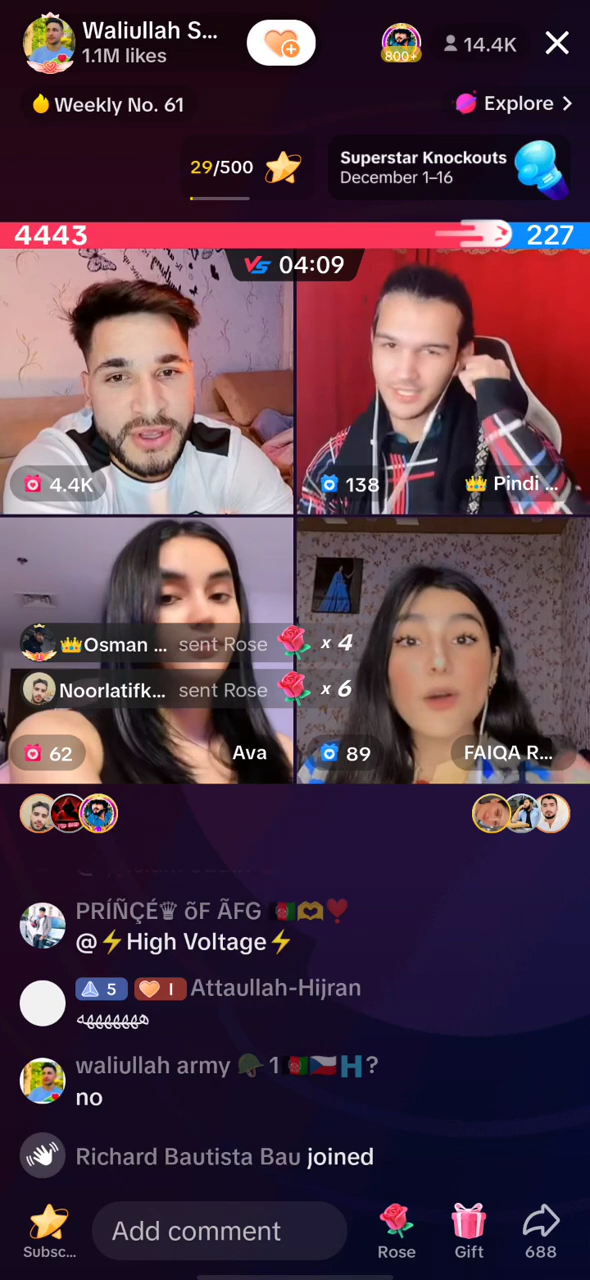 Waliullah S...
1.1M likes
800+
14.4K
Weekly No. 61
Explore
29/500
Superstar Knockouts
December 1–16
4443
227
VS 04:09
4.4K
138
Pindi ...
Osman ... sent Rose x 4
Noorlatifk... sent Rose x 6
62
Ava
89
FAIQA R...
PRÍÑÇÉ♛ õF ÃFG 🇦🇫🫶❣️
@⚡High Voltage⚡
5 I Attaullah-Hijran
waliullah army 🪖1🇦🇫🇨🇿H?
no
Richard Bautista Bau joined
Subsc...
Add comment
Rose
Gift
688